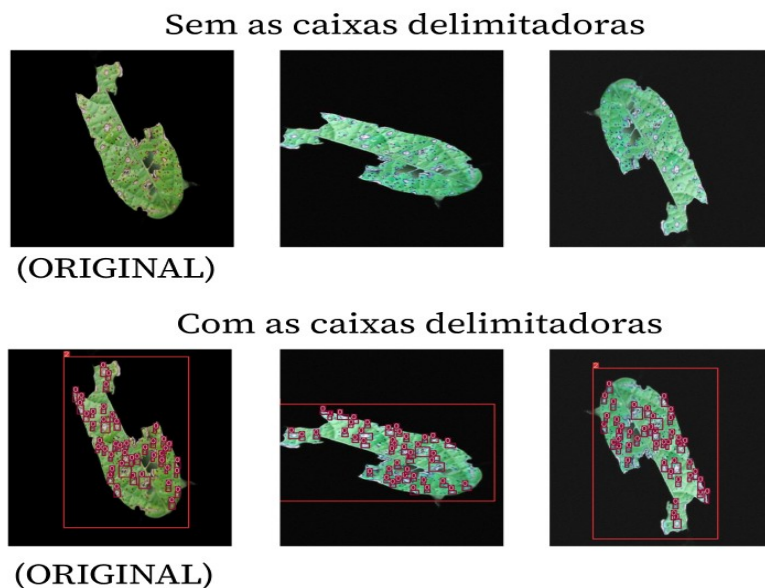 Sem as caixas delimitadoras
(ORIGINAL)
Com as caixas delimitadoras
(ORIGINAL)